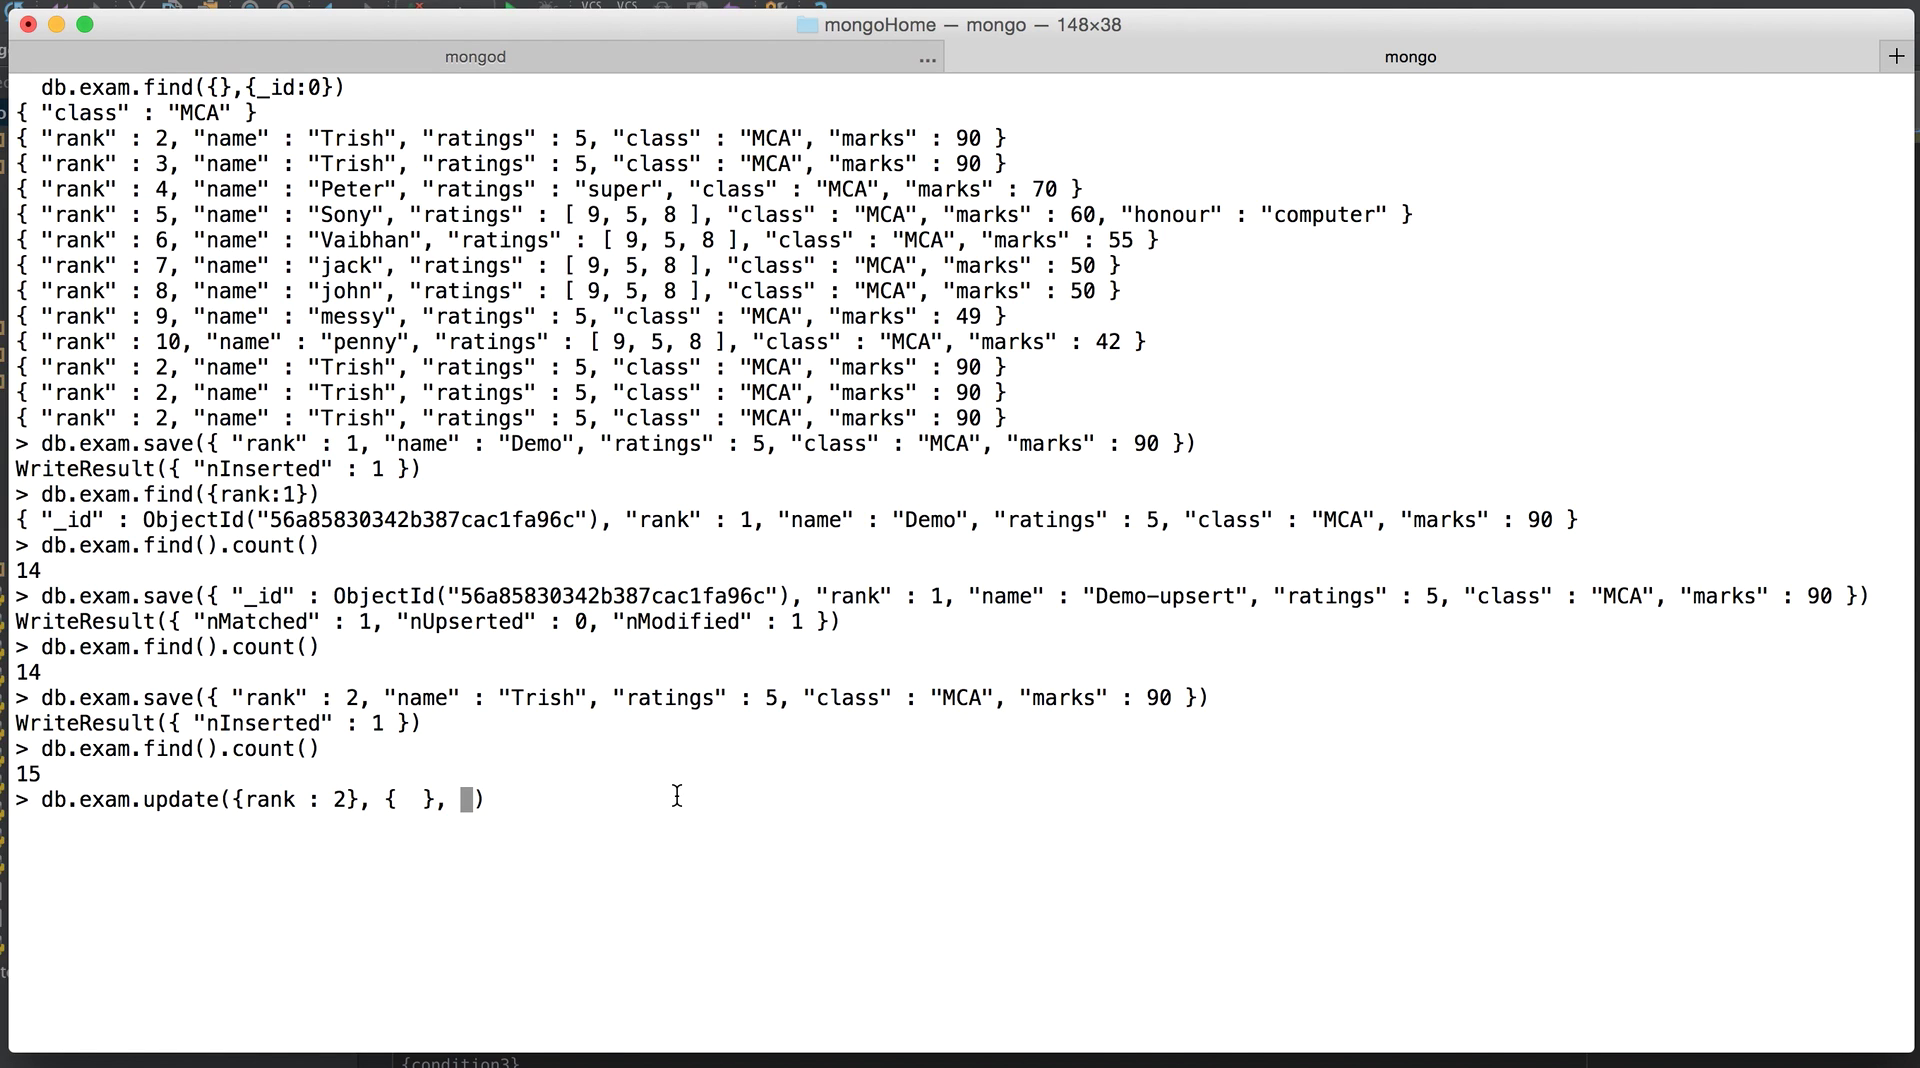 VCS VCS
mongoHome — mongo — 148×38
mongod ... mongo +
db.exam.find({},{_id:0})
{ "class" : "MCA" }
{ "rank" : 2, "name" : "Trish", "ratings" : 5, "class" : "MCA", "marks" : 90 }
{ "rank" : 3, "name" : "Trish", "ratings" : 5, "class" : "MCA", "marks" : 90 }
{ "rank" : 4, "name" : "Peter", "ratings" : "super", "class" : "MCA", "marks" : 70 }
{ "rank" : 5, "name" : "Sony", "ratings" : [ 9, 5, 8 ], "class" : "MCA", "marks" : 60, "honour" : "computer" }
{ "rank" : 6, "name" : "Vaibhan", "ratings" : [ 9, 5, 8 ], "class" : "MCA", "marks" : 55 }
{ "rank" : 7, "name" : "jack", "ratings" : [ 9, 5, 8 ], "class" : "MCA", "marks" : 50 }
{ "rank" : 8, "name" : "john", "ratings" : [ 9, 5, 8 ], "class" : "MCA", "marks" : 50 }
{ "rank" : 9, "name" : "messy", "ratings" : 5, "class" : "MCA", "marks" : 49 }
{ "rank" : 10, "name" : "penny", "ratings" : [ 9, 5, 8 ], "class" : "MCA", "marks" : 42 }
{ "rank" : 2, "name" : "Trish", "ratings" : 5, "class" : "MCA", "marks" : 90 }
{ "rank" : 2, "name" : "Trish", "ratings" : 5, "class" : "MCA", "marks" : 90 }
{ "rank" : 2, "name" : "Trish", "ratings" : 5, "class" : "MCA", "marks" : 90 }
> db.exam.save({ "rank" : 1, "name" : "Demo", "ratings" : 5, "class" : "MCA", "marks" : 90 })
WriteResult({ "nInserted" : 1 })
> db.exam.find({rank:1})
{ "_id" : ObjectId("56a85830342b387cac1fa96c"), "rank" : 1, "name" : "Demo", "ratings" : 5, "class" : "MCA", "marks" : 90 }
> db.exam.find().count()
14
> db.exam.save({ "_id" : ObjectId("56a85830342b387cac1fa96c"), "rank" : 1, "name" : "Demo-upsert", "ratings" : 5, "class" : "MCA", "marks" : 90 })
WriteResult({ "nMatched" : 1, "nUpserted" : 0, "nModified" : 1 })
> db.exam.find().count()
14
> db.exam.save({ "rank" : 2, "name" : "Trish", "ratings" : 5, "class" : "MCA", "marks" : 90 })
WriteResult({ "nInserted" : 1 })
> db.exam.find().count()
15
> db.exam.update({rank : 2}, {  }, )
{condition3}